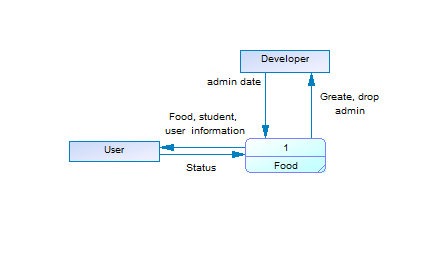 Developer
admin date
Greate, drop
admin
Food, student,
user information
User
1
Status
Food